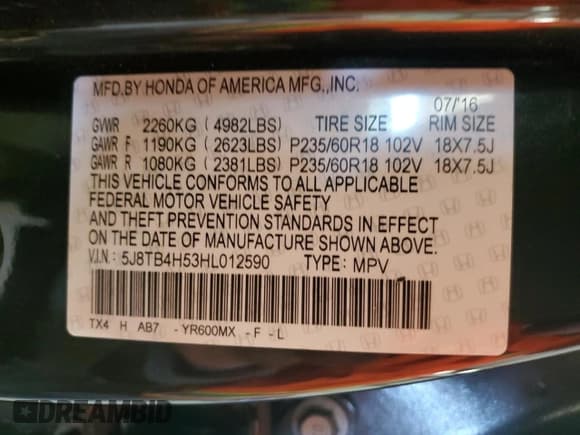 MFD.BY HONDA OF AMERICA MFG.,INC.
07/'16
GVWR 2260KG ( 4982LBS) TIRE SIZE RIM SIZE
GAWR F 1190KG ( 2623LBS) P235/60R18 102V 18X7.5J
GAWR R 1080KG ( 2381LBS) P235/60R18 102V 18X7.5J
THIS VEHICLE CONFORMS TO ALL APPLICABLE
FEDERAL MOTOR VEHICLE SAFETY
AND THEFT PREVENTION STANDARDS IN EFFECT
ON THE DATE OF MANUFACTURE SHOWN ABOVE.
V.I.N.: 5J8TB4H53HL012590 TYPE: MPV
TX4 H AB7 - YR600MX - F - L
DREAMBID